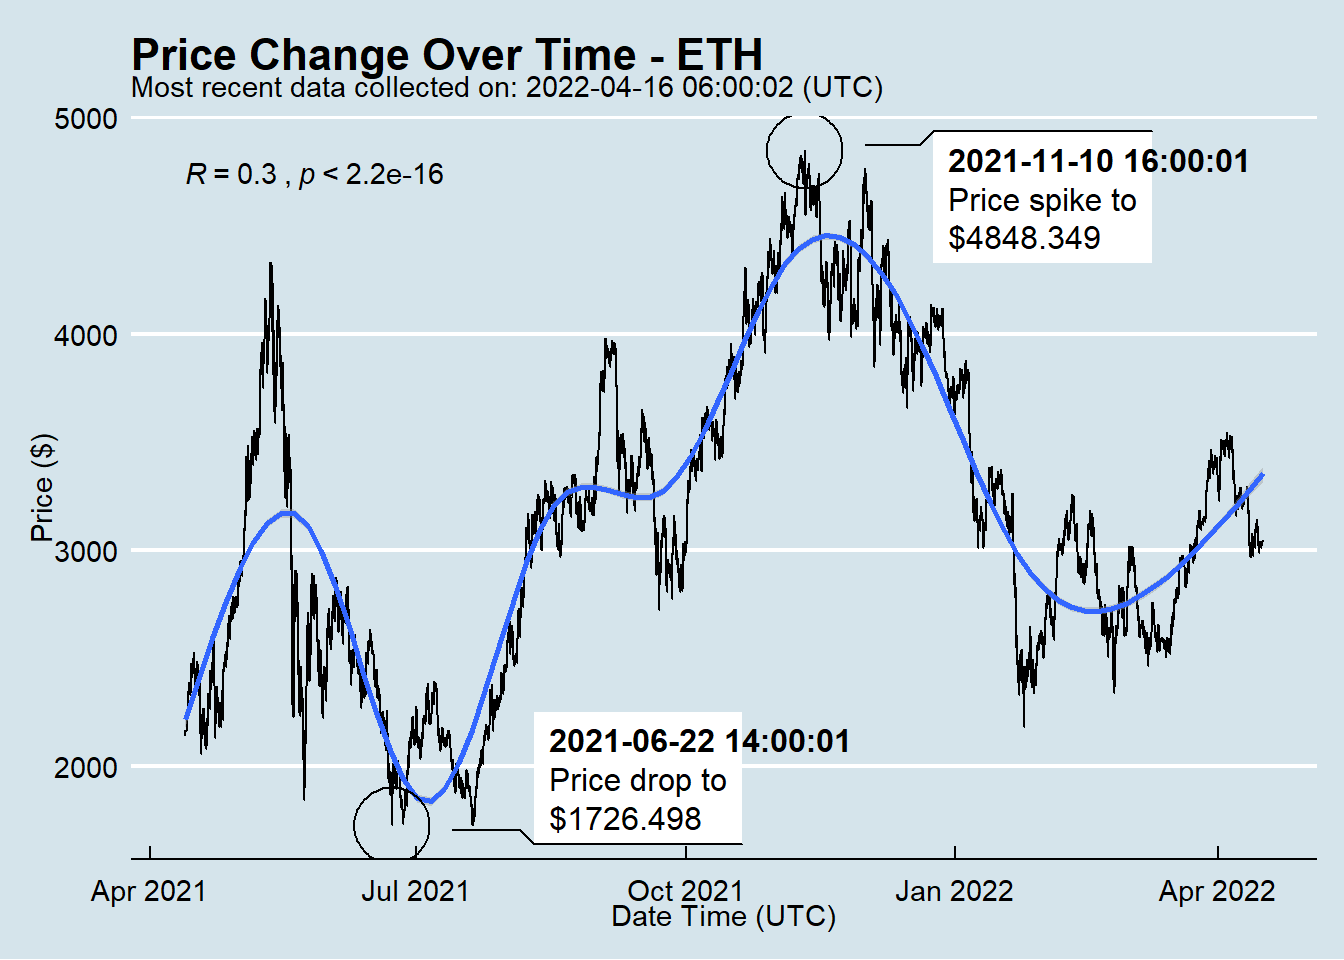 Price Change Over Time - ETH
Most recent data collected on: 2022-04-16 06:00:02 (UTC)
5000
R = 0.3 , p < 2.2e-16
2021-11-10 16:00:01
Price spike to
$4848.349
4000
Price ($)
3000
2000
2021-06-22 14:00:01
Price drop to
$1726.498
Apr 2021 Jul 2021 Oct 2021 Jan 2022 Apr 2022
Date Time (UTC)